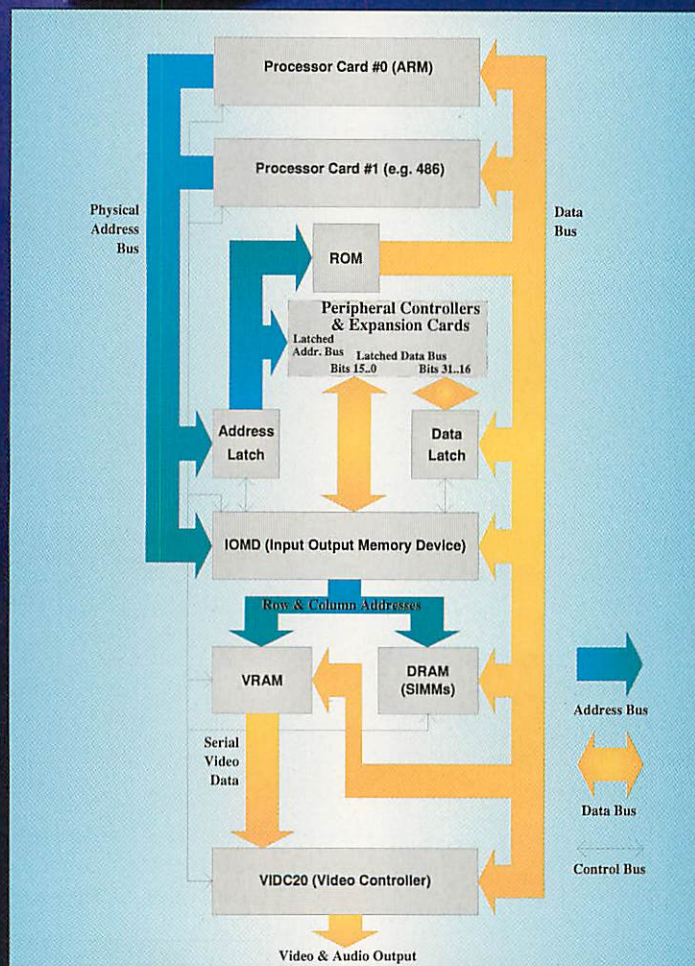 Processor Card #0 (ARM)
Processor Card #1 (e.g. 486)
Physical
Address
Bus
Data
Bus
ROM
Peripheral Controllers
& Expansion Cards
Latched
Addr. Bus
Latched Data Bus
Bits 15..0
Bits 31..16
Address
Latch
Data
Latch
IOMD (Input Output Memory Device)
Row & Column Addresses
VRAM
DRAM
(SIMMs)
Address Bus
Serial
Video
Data
Data Bus
Control Bus
VIDC20 (Video Controller)
Video & Audio Output